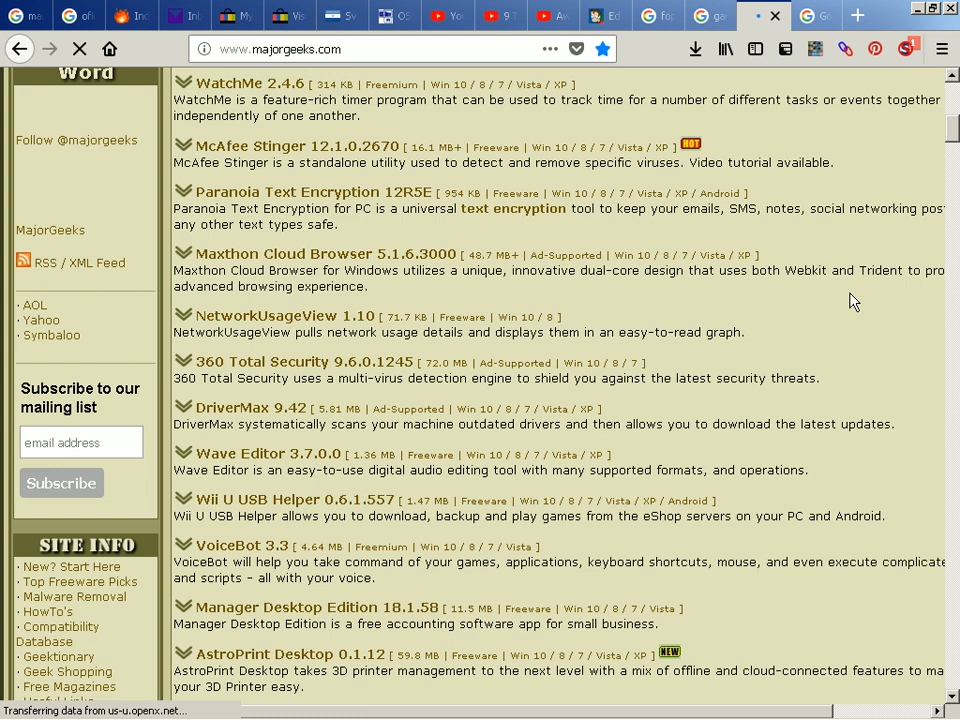 ma
ofi
Inc
Inb
My
Vis
Sv
OS
You
9 T
Aw
Ed
fop
gar
Go
www.majorgeeks.com
1
Word
Follow @majorgeeks
MajorGeeks
RSS / XML Feed
· AOL
· Yahoo
· Symbaloo
Subscribe to our
mailing list
email address
Subscribe
SITE INFO
· New? Start Here
· Top Freeware Picks
· Malware Removal
· HowTo's
· Compatibility
Database
· Geektionary
· Geek Shopping
· Free Magazines
· Useful Links
WatchMe 2.4.6 [ 314 KB | Freemium | Win 10 / 8 / 7 / Vista / XP ]
WatchMe is a feature-rich timer program that can be used to track time for a number of different tasks or events together
independently of one another.
McAfee Stinger 12.1.0.2670 [ 16.1 MB+ | Freeware | Win 10 / 8 / 7 / Vista / XP ] HOT
McAfee Stinger is a standalone utility used to detect and remove specific viruses. Video tutorial available.
Paranoia Text Encryption 12R5E [ 954 KB | Freeware | Win 10 / 8 / 7 / Vista / XP / Android ]
Paranoia Text Encryption for PC is a universal text encryption tool to keep your emails, SMS, notes, social networking pos
any other text types safe.
Maxthon Cloud Browser 5.1.6.3000 [ 48.7 MB+ | Ad-Supported | Win 10 / 8 / 7 / Vista / XP ]
Maxthon Cloud Browser for Windows utilizes a unique, innovative dual-core design that uses both Webkit and Trident to pro
advanced browsing experience.
NetworkUsageView 1.10 [ 71.7 KB | Freeware | Win 10 / 8 ]
NetworkUsageView pulls network usage details and displays them in an easy-to-read graph.
360 Total Security 9.6.0.1245 [ 72.0 MB | Ad-Supported | Win 10 / 8 / 7 ]
360 Total Security uses a multi-virus detection engine to shield you against the latest security threats.
DriverMax 9.42 [ 5.81 MB | Ad-Supported | Win 10 / 8 / 7 / Vista / XP ]
DriverMax systematically scans your machine outdated drivers and then allows you to download the latest updates.
Wave Editor 3.7.0.0 [ 1.36 MB | Freeware | Win 10 / 8 / 7 / Vista / XP ]
Wave Editor is an easy-to-use digital audio editing tool with many supported formats, and operations.
Wii U USB Helper 0.6.1.557 [ 1.47 MB | Freeware | Win 10 / 8 / 7 / Vista / XP / Android ]
Wii U USB Helper allows you to download, backup and play games from the eShop servers on your PC and Android.
VoiceBot 3.3 [ 4.64 MB | Freemium | Win 10 / 8 / 7 / Vista ]
VoiceBot will help you take command of your games, applications, keyboard shortcuts, mouse, and even execute complicate
and scripts - all with your voice.
Manager Desktop Edition 18.1.58 [ 11.5 MB | Freeware | Win 10 / 8 / 7 / Vista ]
Manager Desktop Edition is a free accounting software app for small business.
AstroPrint Desktop 0.1.12 [ 59.8 MB | Freeware | Win 10 / 8 / 7 / Vista / XP ] NEW
AstroPrint Desktop takes 3D printer management to the next level with a mix of offline and cloud-connected features to ma
your 3D Printer easy.
Transferring data from us-u.openx.net...